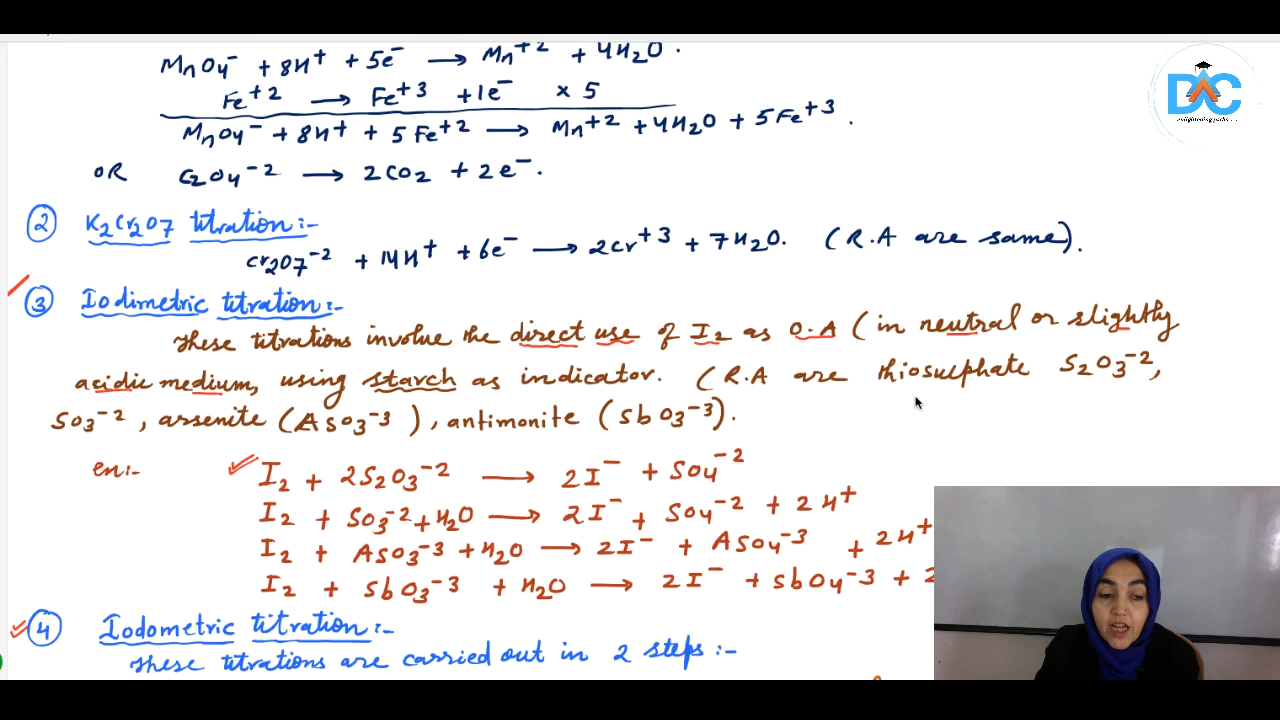 MnO4⁻ + 8H⁺ + 5e⁻ → Mn⁺² + 4H2O.
Fe⁺² → Fe⁺³ + 1e⁻ × 5
MnO4⁻ + 8H⁺ + 5Fe⁺² → Mn⁺² + 4H2O + 5Fe⁺³.
OR C2O4⁻² → 2CO2 + 2e⁻.
DAC
② K2Cr2O7 titration:-
Cr2O7⁻² + 14H⁺ + 6e⁻ → 2Cr⁺³ + 7H2O. (R.A are same).
③ Iodimetric titration:-
These titrations involve the direct use of I2 as O.A (in neutral or slightly
acidic medium, using starch as indicator. (R.A are thiosulphate S2O3⁻²,
SO3⁻², arsenite (AsO3⁻³), antimonite (SbO3⁻³).
en:- I2 + 2S2O3⁻² → 2I⁻ + SO4⁻²
I2 + SO3⁻² + H2O → 2I⁻ + SO4⁻² + 2H⁺
I2 + AsO3⁻³ + H2O → 2I⁻ + AsO4⁻³ + 2H⁺
I2 + SbO3⁻³ + H2O → 2I⁻ + SbO4⁻³ + 2
④ Iodometric titration:-
These titrations are carried out in 2 steps:-